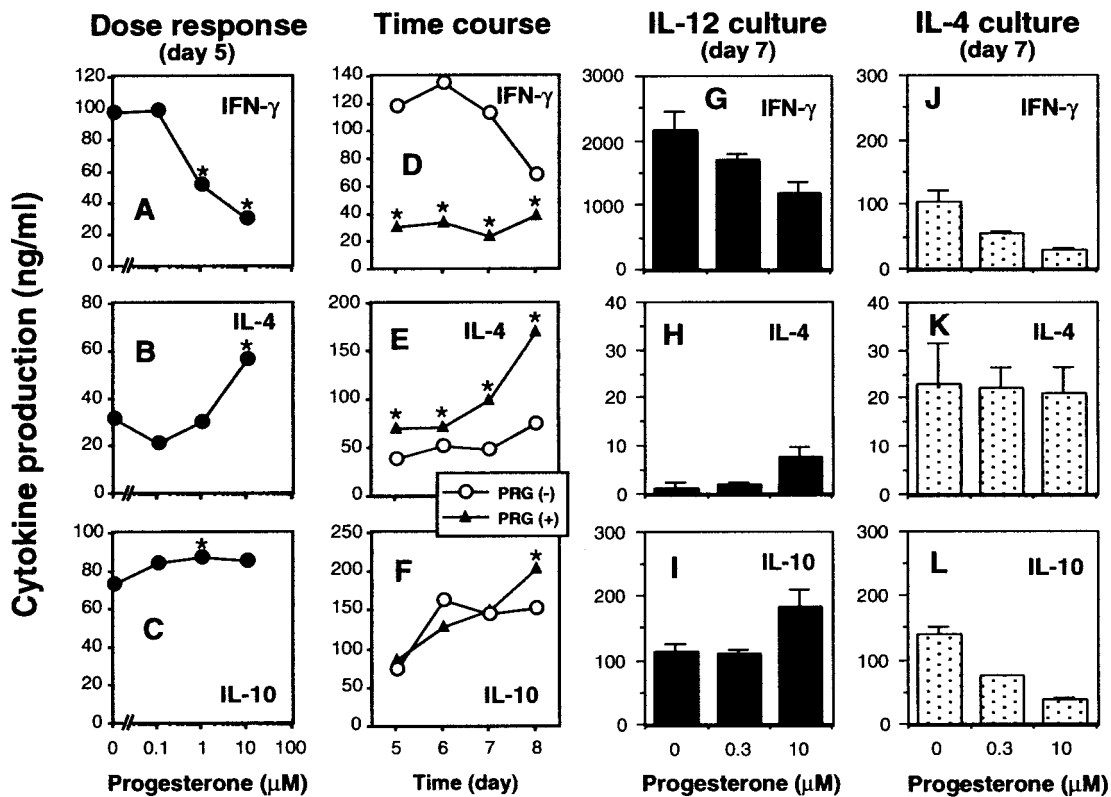 Dose response
(day 5)
Time course
IL-12 culture
(day 7)
IL-4 culture
(day 7)
Cytokine production (ng/ml)
120
100
80
60
40
20
0
IFN-γ
A
*
*
140
120
100
80
60
40
20
0
IFN-γ
D
* * * *
3000
2000
1000
0
G
IFN-γ
300
200
100
0
J
IFN-γ
80
60
40
20
0
B
IL-4
*
200
150
100
50
0
E
IL-4
* * * *
PRG (-)
PRG (+)
40
30
20
10
0
H
IL-4
40
30
20
10
0
K
IL-4
100
80
60
40
20
0
C
IL-10
*
250
200
150
100
50
0
F
IL-10
*
300
200
100
0
I
IL-10
300
200
100
0
L
IL-10
0 0.1 1 10 100
5 6 7 8
0 0.3 10
0 0.3 10
Progesterone (μM)
Time (day)
Progesterone (μM)
Progesterone (μM)